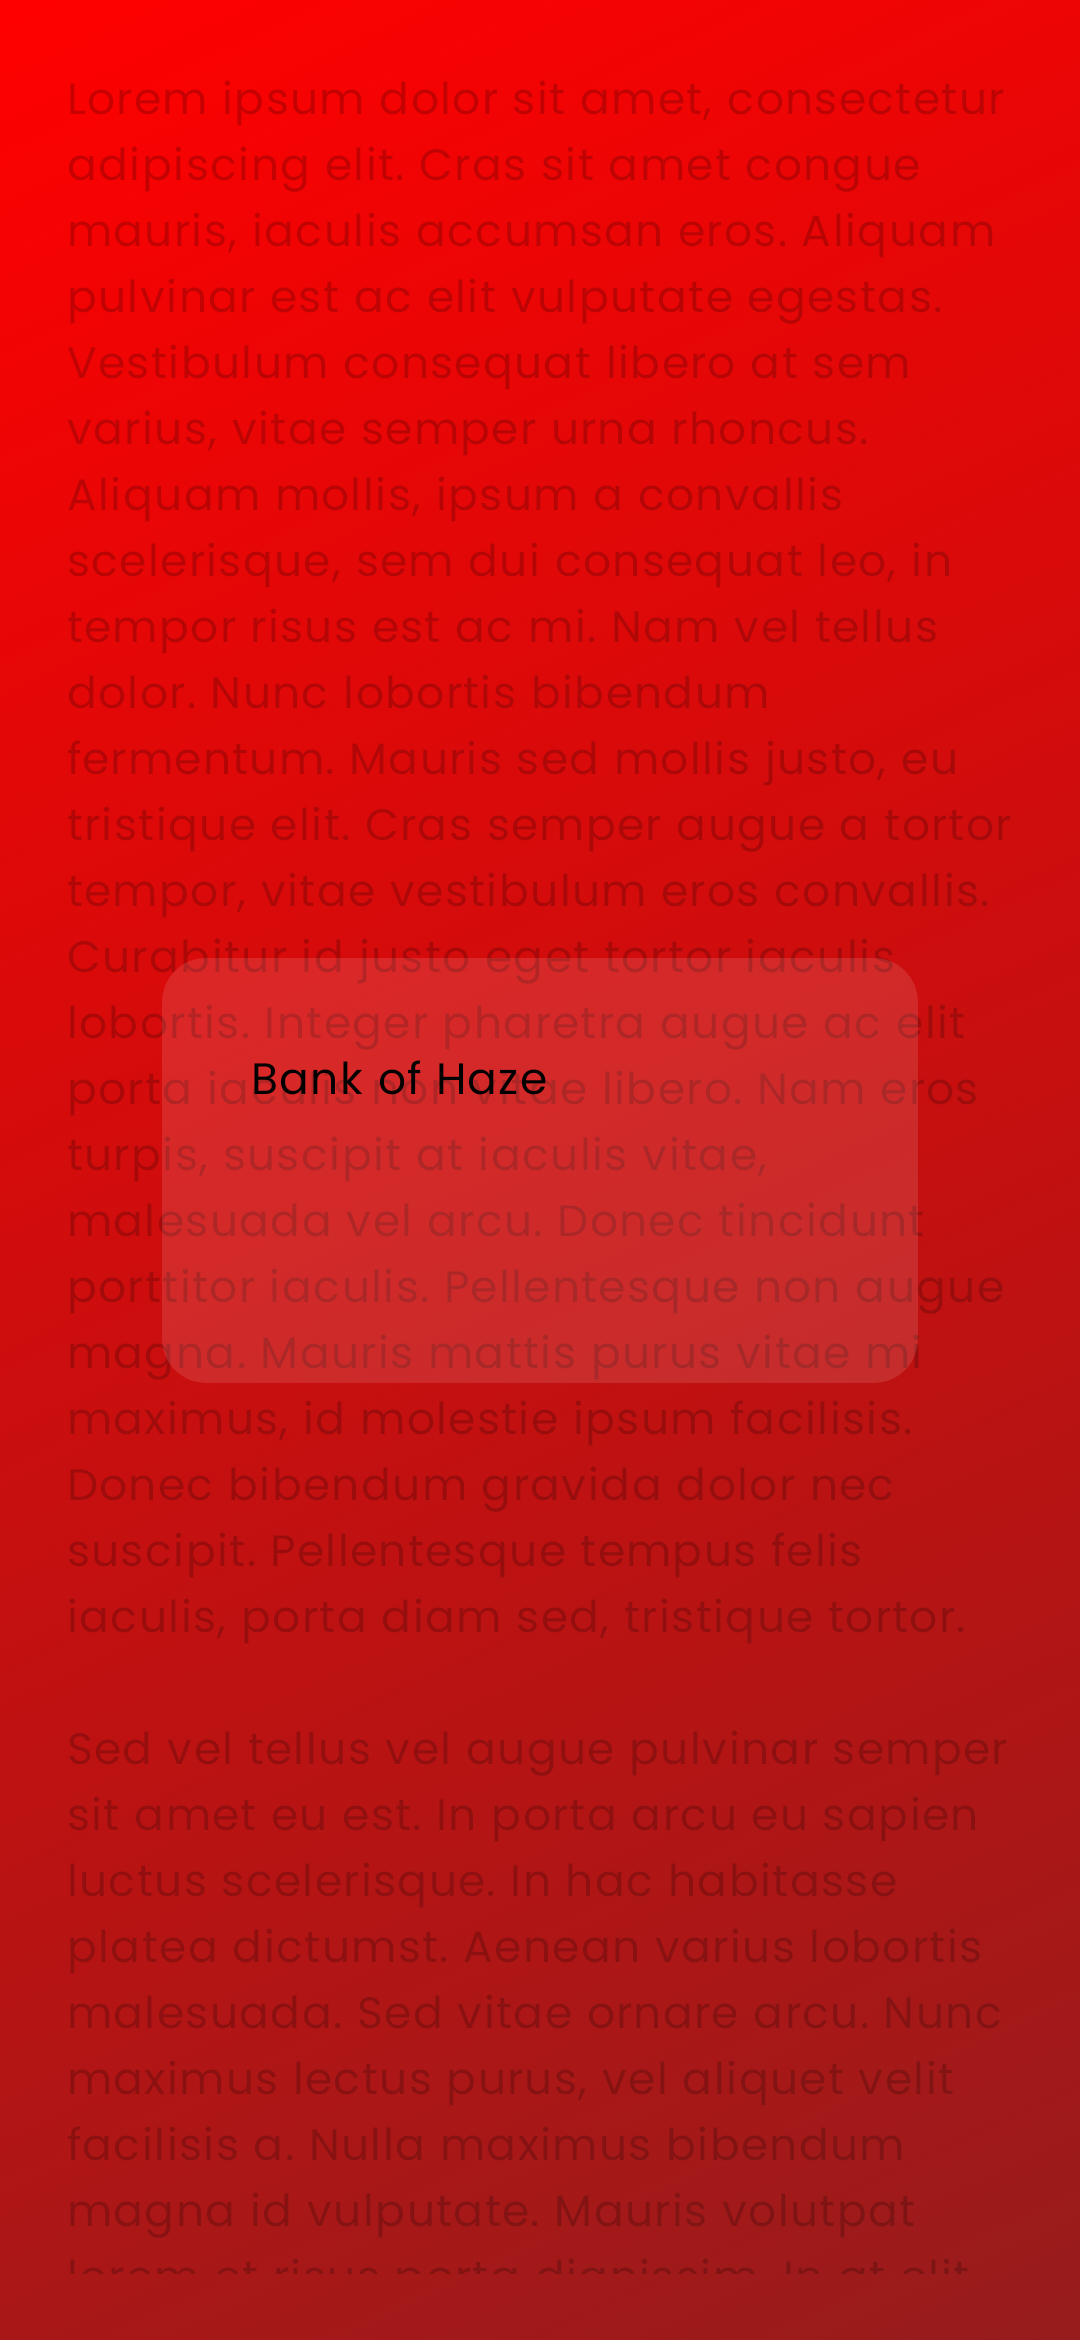 Lorem ipsum dolor sit amet, consectetur
adipiscing elit. Cras sit amet congue
mauris, iaculis accumsan eros. Aliquam
pulvinar est ac elit vulputate egestas.
Vestibulum consequat libero at sem
varius, vitae semper urna rhoncus.
Aliquam mollis, ipsum a convallis
scelerisque, sem dui consequat leo, in
tempor risus est ac mi. Nam vel tellus
dolor. Nunc lobortis bibendum
fermentum. Mauris sed mollis justo, eu
tristique elit. Cras semper augue a tortor
tempor, vitae vestibulum eros convallis.
Curabitur id justo eget tortor iaculis
lobortis. Integer pharetra augue ac elit
Bank of Haze
porta iaculis non vitae libero. Nam eros
turpis, suscipit at iaculis vitae,
malesuada vel arcu. Donec tincidunt
porttitor iaculis. Pellentesque non augue
magna. Mauris mattis purus vitae mi
maximus, id molestie ipsum facilisis.
Donec bibendum gravida dolor nec
suscipit. Pellentesque tempus felis
iaculis, porta diam sed, tristique tortor.
Sed vel tellus vel augue pulvinar semper
sit amet eu est. In porta arcu eu sapien
luctus scelerisque. In hac habitasse
platea dictumst. Aenean varius lobortis
malesuada. Sed vitae ornare arcu. Nunc
maximus lectus purus, vel aliquet velit
facilisis a. Nulla maximus bibendum
magna id vulputate. Mauris volutpat
lorem et risus porta dignissim. In at elit